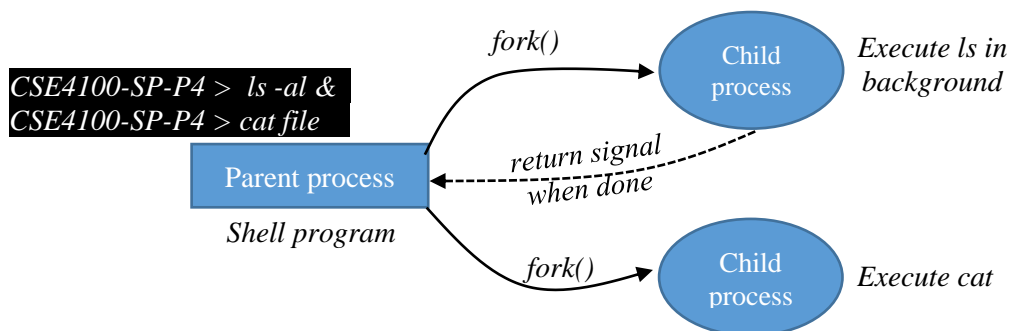 fork()
Child
process
Execute ls in
background
CSE4100-SP-P4 > ls -al &
CSE4100-SP-P4 > cat file
return signal
when done
Parent process
Shell program
fork()
Child
process
Execute cat